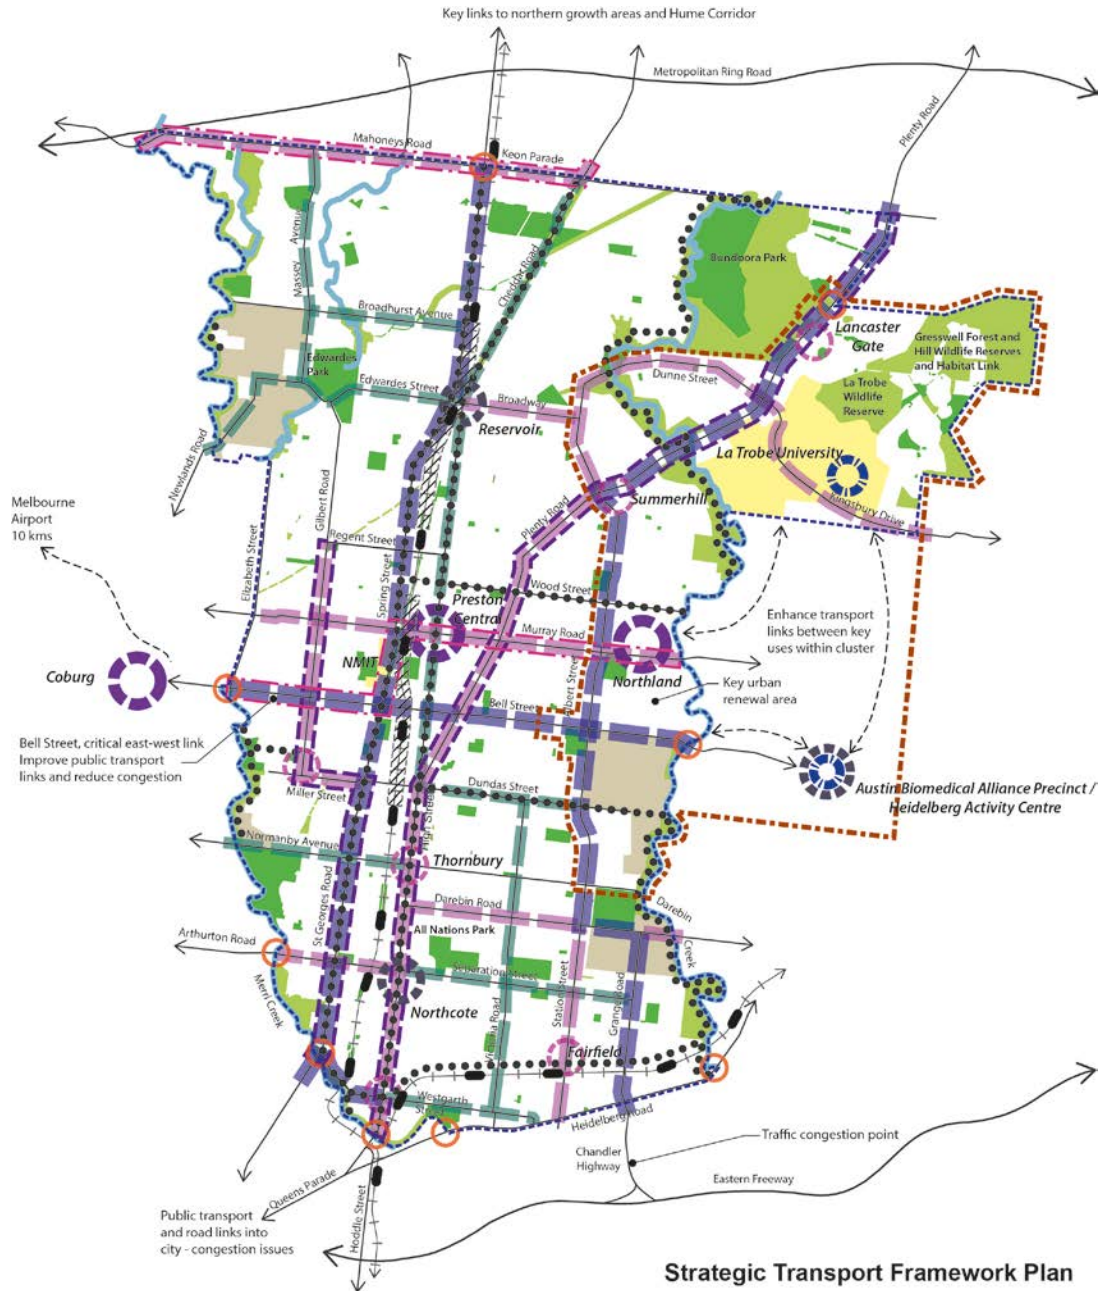 Key links to northern growth areas and Hume Corridor
Metropolitan Ring Road
Plenty Road
Mahoneys Road
Keon Parade
Massey Avenue
Cheddar Road
Bundoora Park
Broadhurst Avenue
Lancaster
Gate
Gresswell Forest and
Hill Wildlife Reserves
and Habitat Link
Edwardes
Park
Edwardes Street
Dunne Street
La Trobe
Wildlife
Reserve
Broadway
Reservoir
Newlands Road
La Trobe University
Melbourne
Airport
10 kms
Gilbert Road
Summerhill
Kingsbury Drive
Plenty Road
Elizabeth Street
Regent Street
Spring Street
Wood Street
Preston
Central
Murray Road
Enhance transport
links between key
uses within cluster
NMIT
Coburg
Northland
Albert Street
Key urban
renewal area
Bell Street
Bell Street, critical east-west link
Improve public transport
links and reduce congestion
Dundas Street
Miller Street
Austin Biomedical Alliance Precinct /
Heidelberg Activity Centre
High Street
Normanby Avenue
Thornbury
St Georges Road
Darebin Road
Darebin
Creek
All Nations Park
Arthurton Road
Separation Street
Merri Creek
Northcote
Victoria Road
Station Street
Grange Road
Fairfield
Westgarth
Street
Heidelberg Road
Traffic congestion point
Chandler
Highway
Eastern Freeway
Queens Parade
Hoddle Street
Public transport
and road links into
city - congestion issues
Strategic Transport Framework Plan